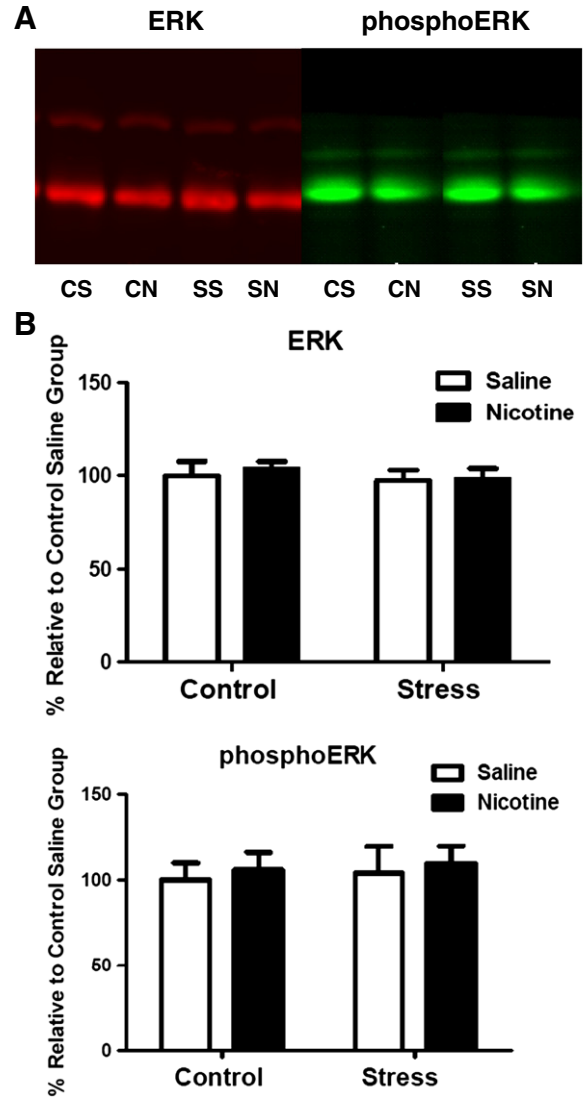 A
ERK phosphoERK
CS CN SS SN CS CN SS SN
B
ERK
% Relative to Control Saline Group
Saline
Nicotine
150
100
50
0
Control Stress
phosphoERK
% Relative to Control Saline Group
Saline
Nicotine
150
100
50
0
Control Stress